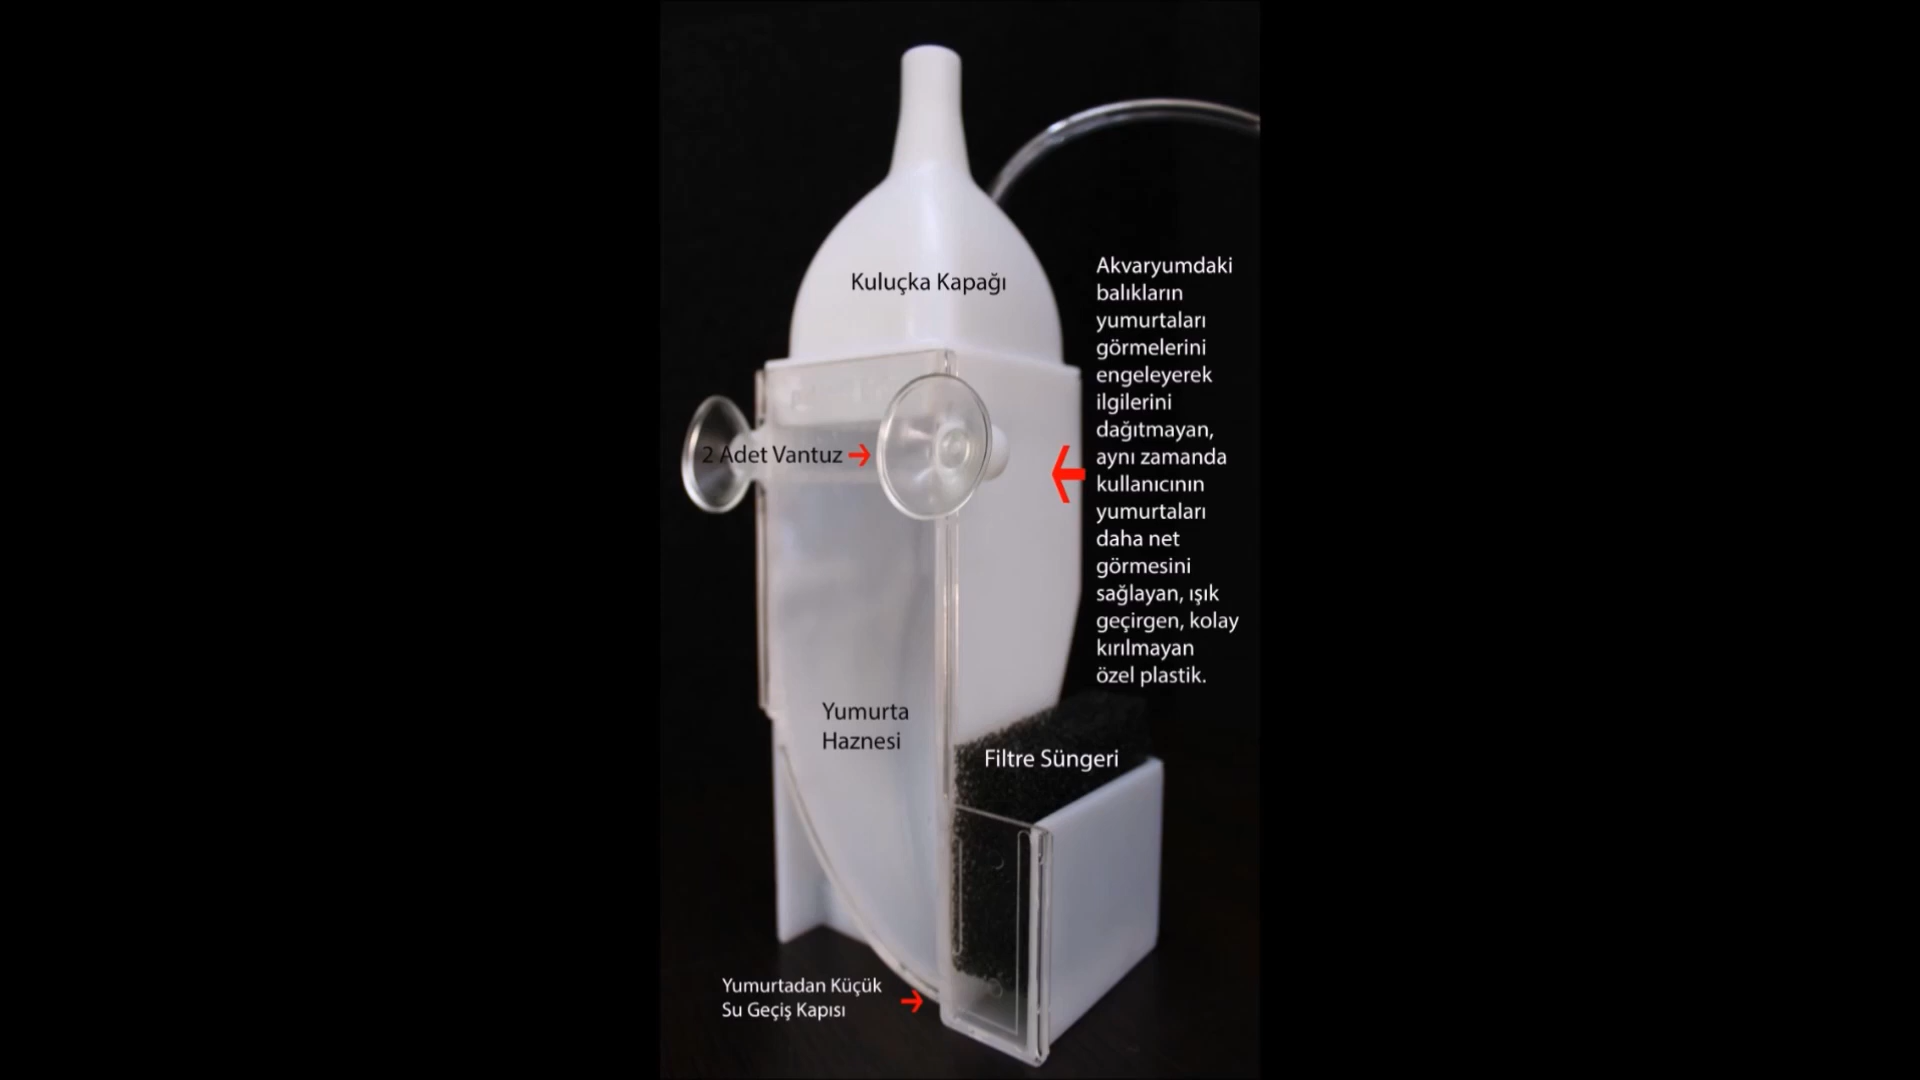 Kuluçka Kapağı
Akvaryumdaki
balıkların
yumurtaları
görmelerini
engeleyerek
ilgilerini
dağıtmayan,
aynı zamanda
kullanıcının
yumurtaları
daha net
görmesini
sağlayan, ışık
geçirgen, kolay
kırılmayan
özel plastik.
2 Adet Vantuz
Yumurta
Haznesi
Filtre Süngeri
Yumurtadan Küçük
Su Geçiş Kapısı